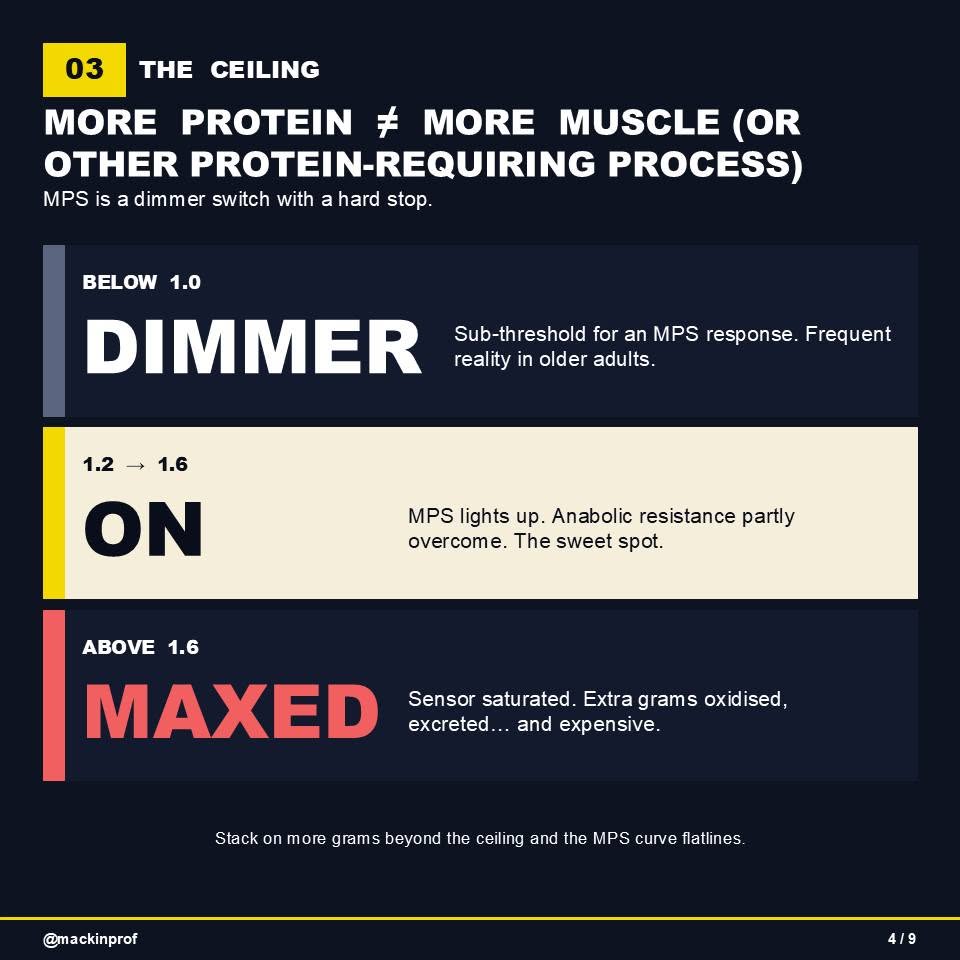 03 THE CEILING
MORE PROTEIN ≠ MORE MUSCLE (OR
OTHER PROTEIN-REQUIRING PROCESS)
MPS is a dimmer switch with a hard stop.
BELOW 1.0
DIMMER
Sub-threshold for an MPS response. Frequent
reality in older adults.
1.2 → 1.6
ON
MPS lights up. Anabolic resistance partly
overcome. The sweet spot.
ABOVE 1.6
MAXED
Sensor saturated. Extra grams oxidised,
excreted… and expensive.
Stack on more grams beyond the ceiling and the MPS curve flatlines.
@mackinprof
4 / 9